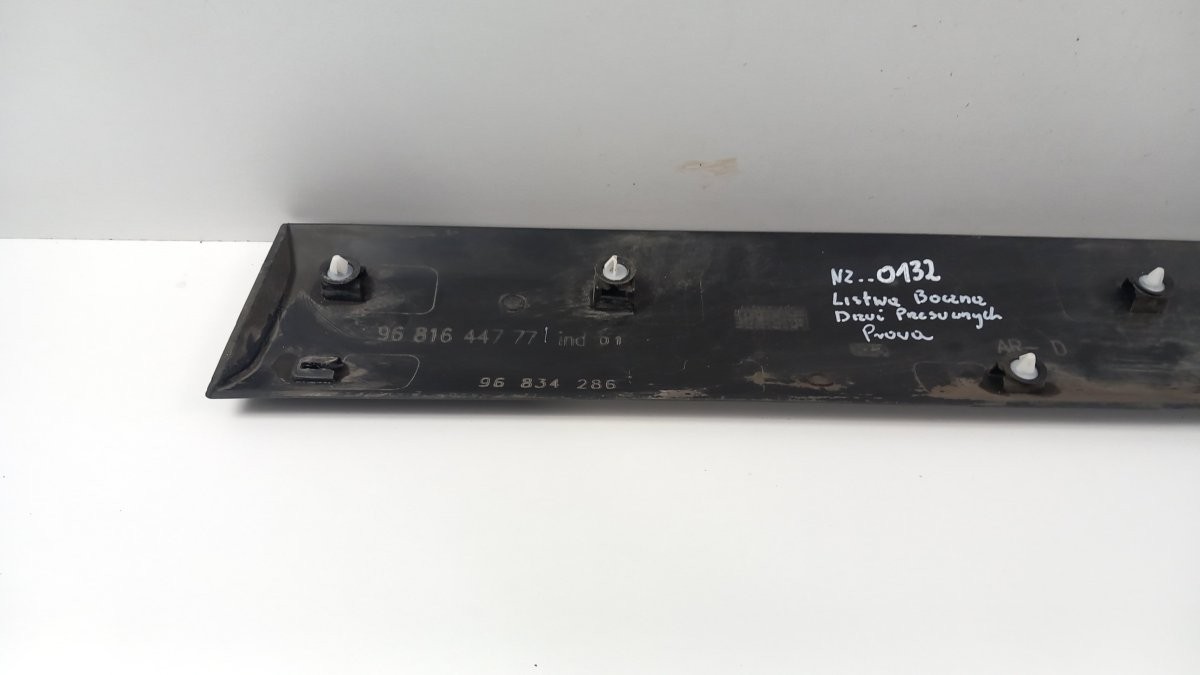 Nz..0132
Listwa Boczna
Drzwi Przesuwnych
Prawa
96 816 447 77 ind 01
AR- D
96 834 286